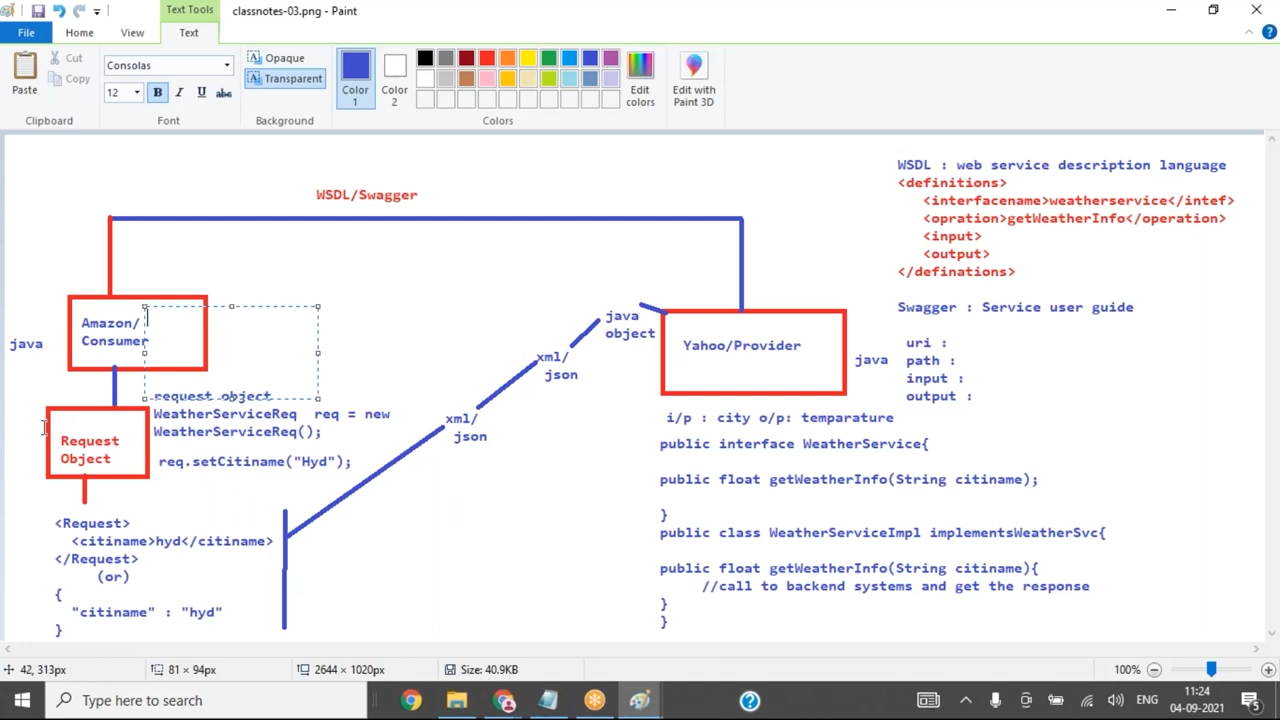 Text Tools
classnotes-03.png - Paint
File
Home
View
Text
Paste
Cut
Copy
Clipboard
Consolas
12
B
I
U
abc
Font
Opaque
Transparent
Background
Color
1
Color
2
Edit
colors
Colors
Edit with
Paint 3D
WSDL/Swagger
Amazon/
Consumer
java
request object
WeatherServiceReq req = new
WeatherServiceReq();
req.setCitiname("Hyd");
Request
Object
<Request>
<citiname>hyd</citiname>
</Request>
(or)
{
"citiname" : "hyd"
}
xml/
json
xml/
json
java
object
Yahoo/Provider
java
i/p : city o/p: temparature
public interface WeatherService{
public float getWeatherInfo(String citiname);
}
public class WeatherServiceImpl implementsWeatherSvc{
public float getWeatherInfo(String citiname){
//call to backend systems and get the response
}
}
WSDL : web service description language
<definitions>
<interfacename>weatherservice</intef>
<opration>getWeatherInfo</operation>
<input>
<output>
</definations>
Swagger : Service user guide
uri :
path :
input :
output :
42, 313px
81 × 94px
2644 × 1020px
Size: 40.9KB
100%
Type here to search
ENG
11:24
04-09-2021
5